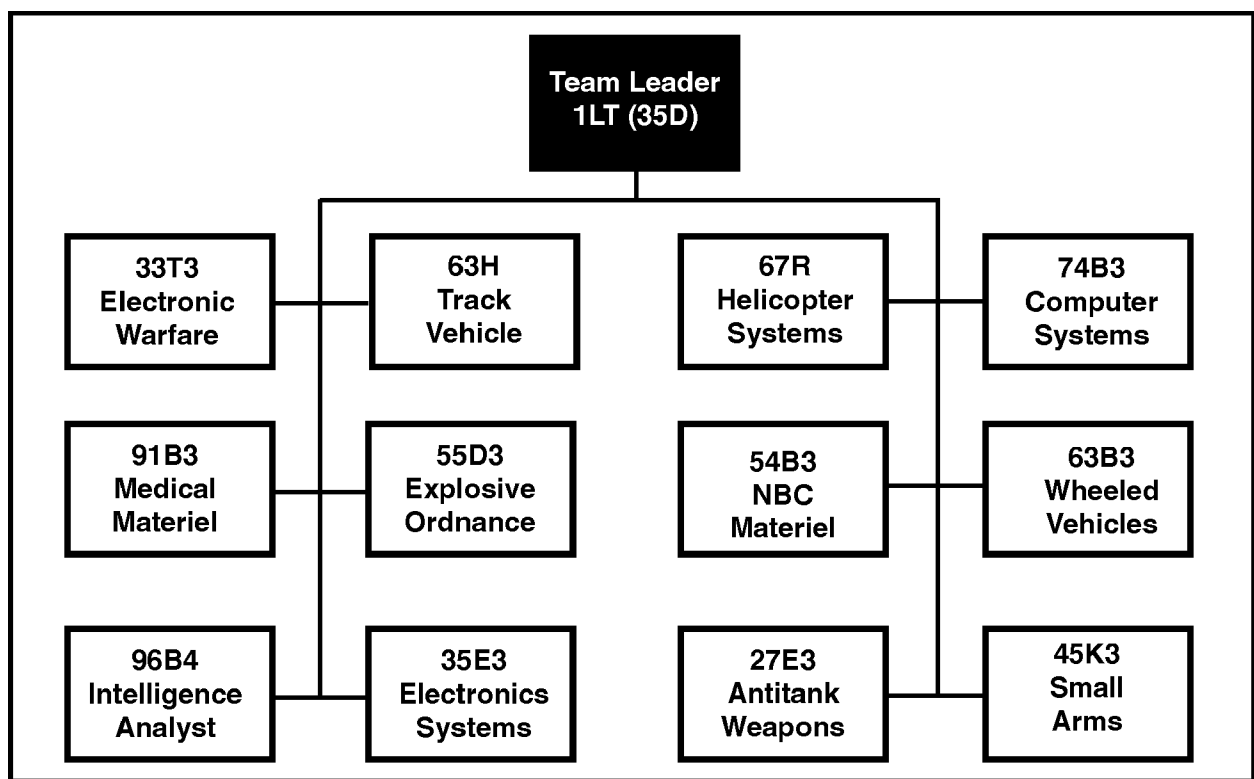 Team Leader
1LT (35D)
33T3
Electronic
Warfare
63H
Track
Vehicle
67R
Helicopter
Systems
74B3
Computer
Systems
91B3
Medical
Materiel
55D3
Explosive
Ordnance
54B3
NBC
Materiel
63B3
Wheeled
Vehicles
96B4
Intelligence
Analyst
35E3
Electronics
Systems
27E3
Antitank
Weapons
45K3
Small
Arms